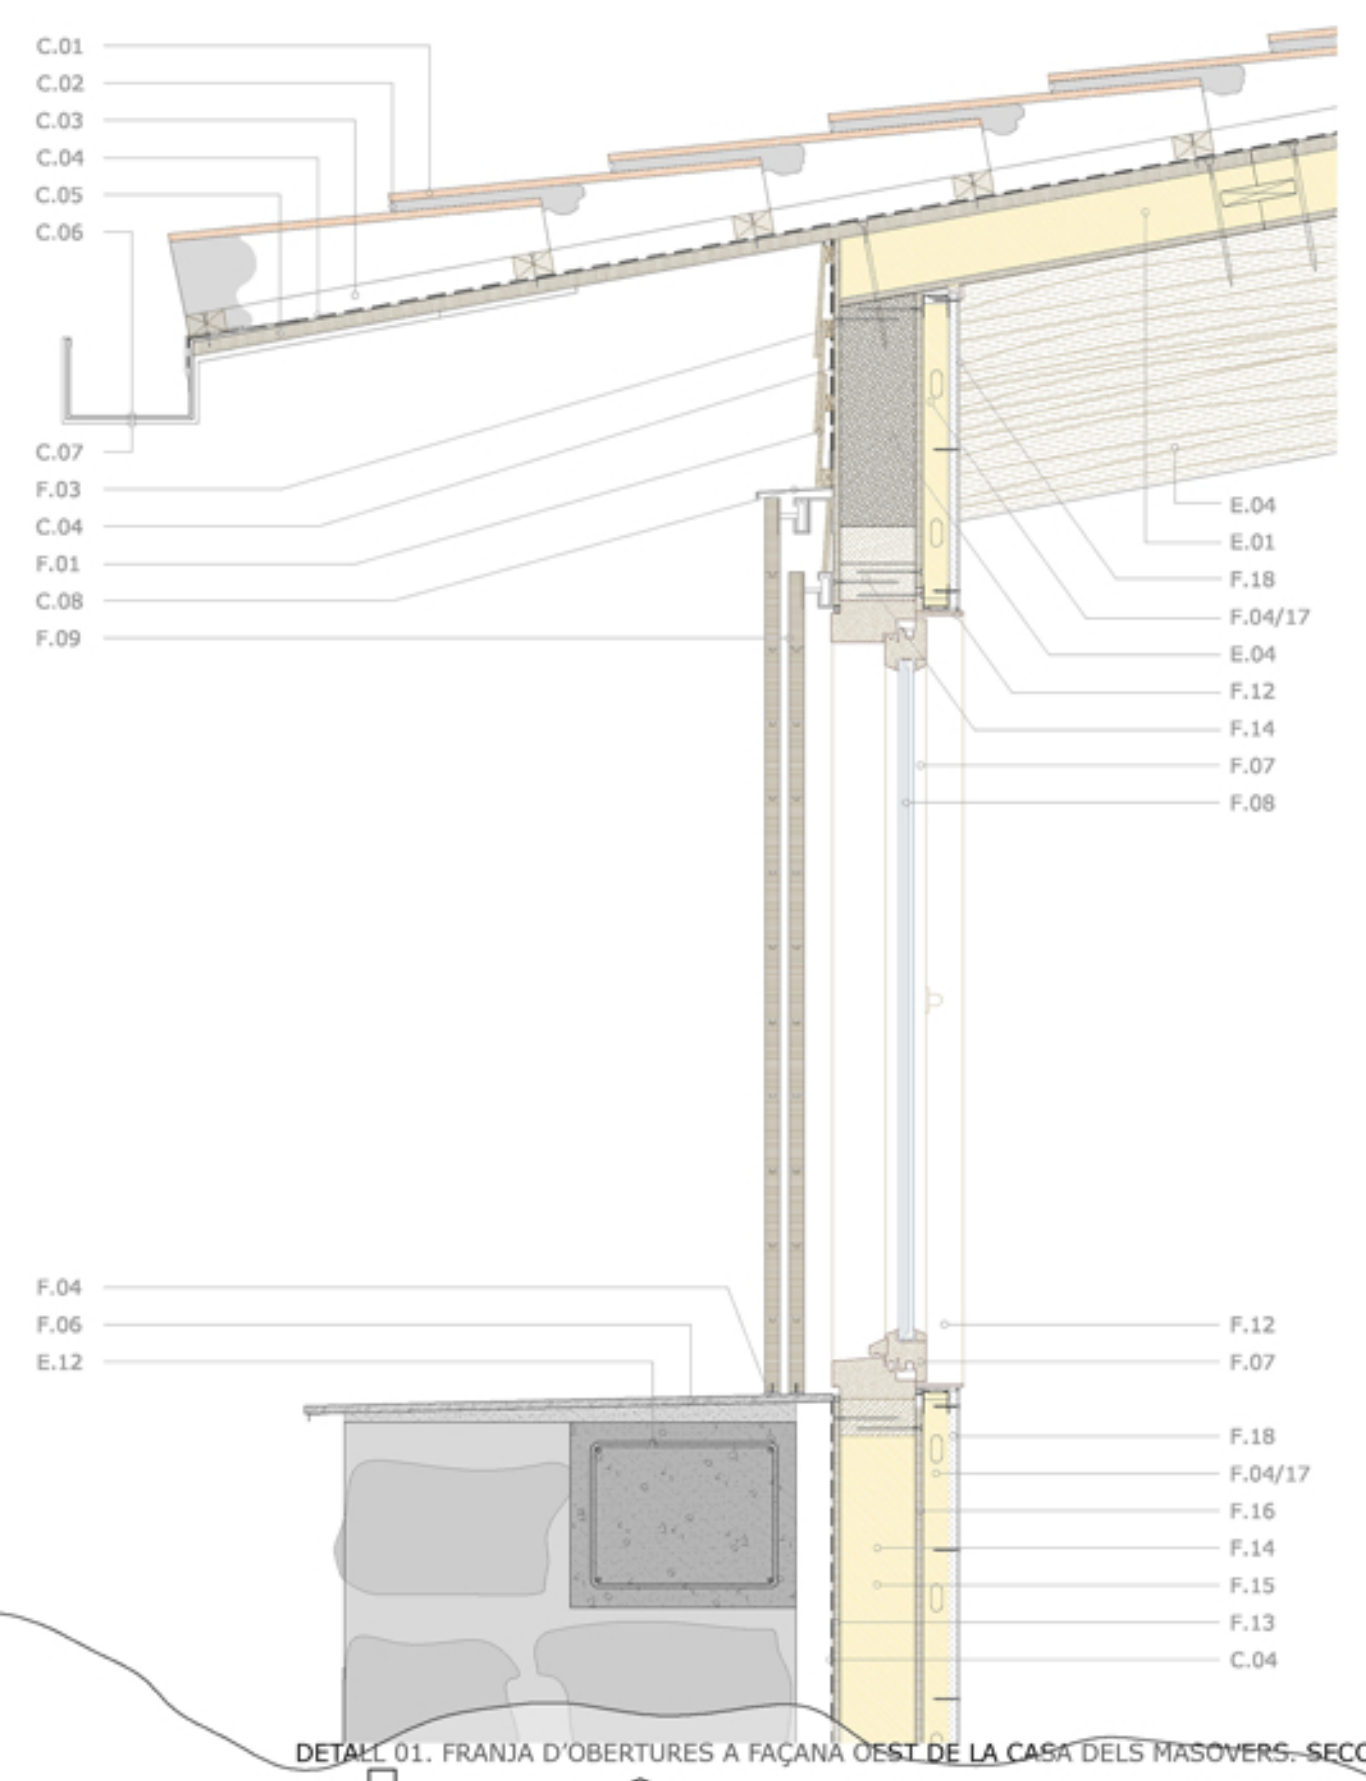 C.01
C.02
C.03
C.04
C.05
C.06
C.07
F.03
C.04
F.01
C.08
F.09
E.04
E.01
F.18
F.04/17
E.04
F.12
F.14
F.07
F.08
F.04
F.06
E.12
F.12
F.07
F.18
F.04/17
F.16
F.14
F.15
F.13
C.04
DETALL 01. FRANJA D'OBERTURES A FAÇANA OEST DE LA CASA DELS MASOVERS. SECC